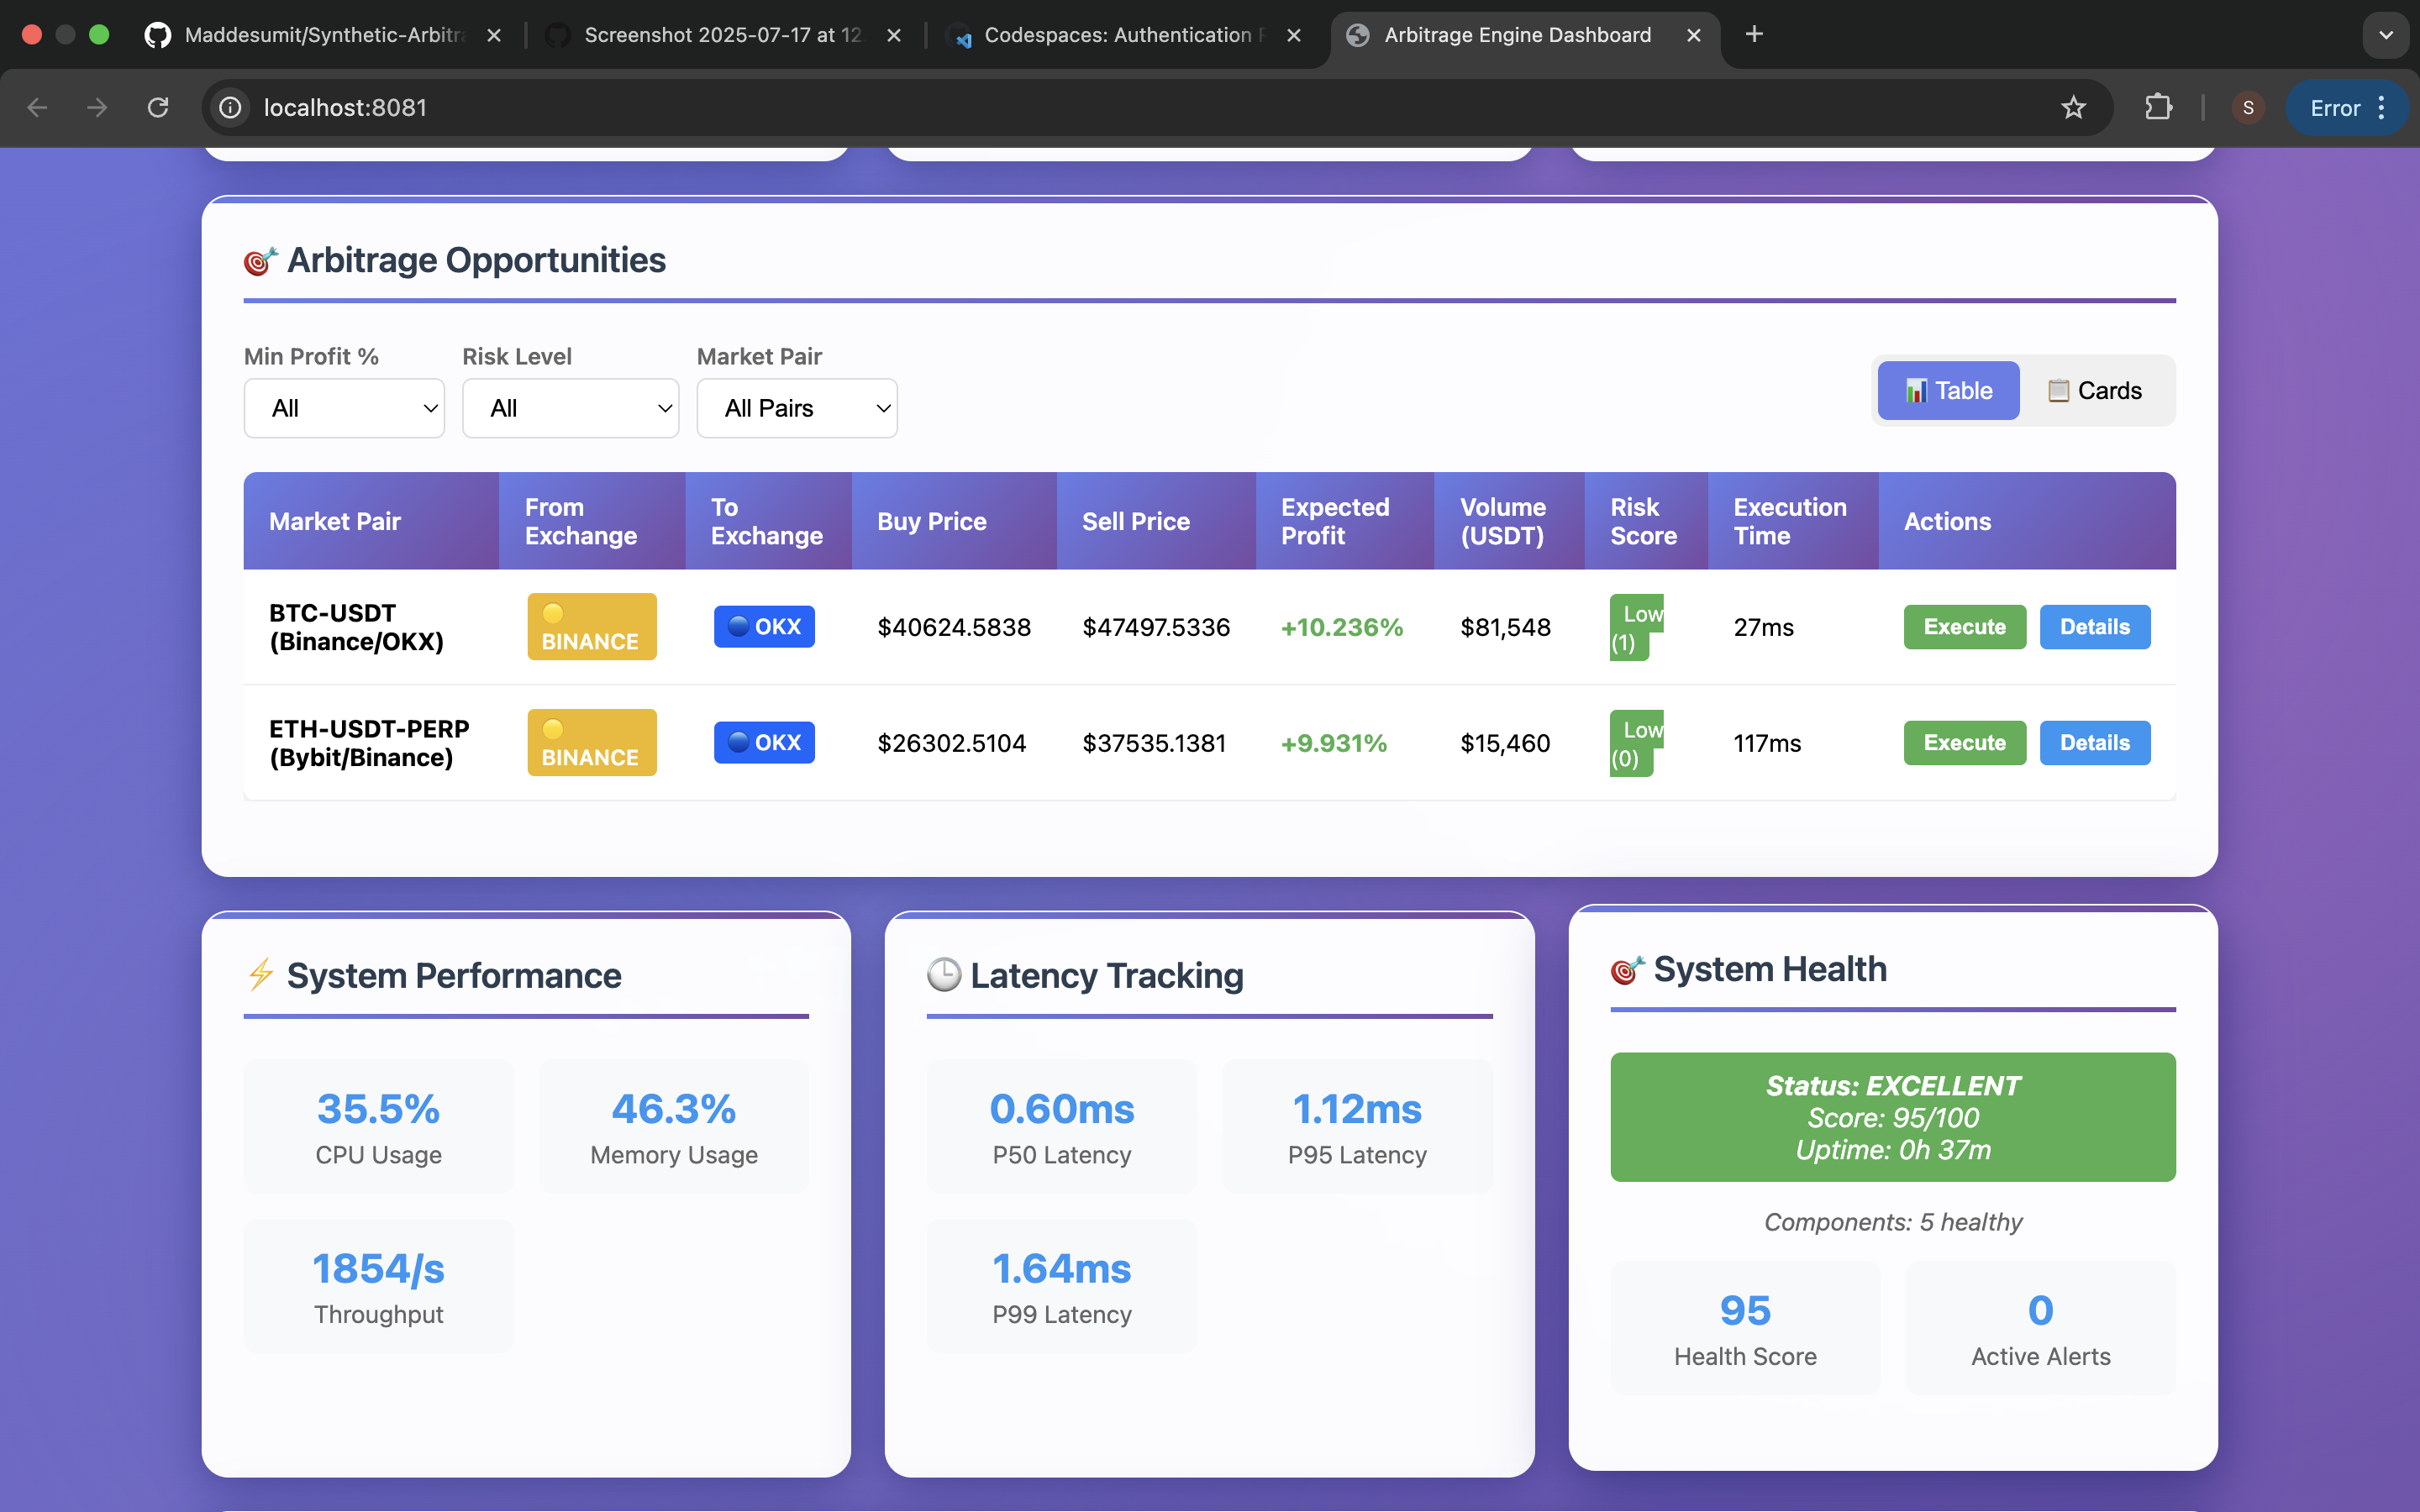 Maddesumit/Synthetic-Arbitra
Screenshot 2025-07-17 at 12
Codespaces: Authentication
Arbitrage Engine Dashboard
localhost:8081
S
Error
🎯 Arbitrage Opportunities
Min Profit %
Risk Level
Market Pair
All
All
All Pairs
📊 Table
📋 Cards
Market Pair
From
Exchange
To
Exchange
Buy Price
Sell Price
Expected
Profit
Volume
(USDT)
Risk
Score
Execution
Time
Actions
BTC-USDT
(Binance/OKX)
🟡
BINANCE
🔵 OKX
$40624.5838
$47497.5336
+10.236%
$81,548
Low
(1)
27ms
Execute
Details
ETH-USDT-PERP
(Bybit/Binance)
🟡
BINANCE
🔵 OKX
$26302.5104
$37535.1381
+9.931%
$15,460
Low
(0)
117ms
Execute
Details
⚡ System Performance
35.5%
CPU Usage
46.3%
Memory Usage
1854/s
Throughput
🕒 Latency Tracking
0.60ms
P50 Latency
1.12ms
P95 Latency
1.64ms
P99 Latency
🎯 System Health
Status: EXCELLENT
Score: 95/100
Uptime: 0h 37m
Components: 5 healthy
95
Health Score
0
Active Alerts